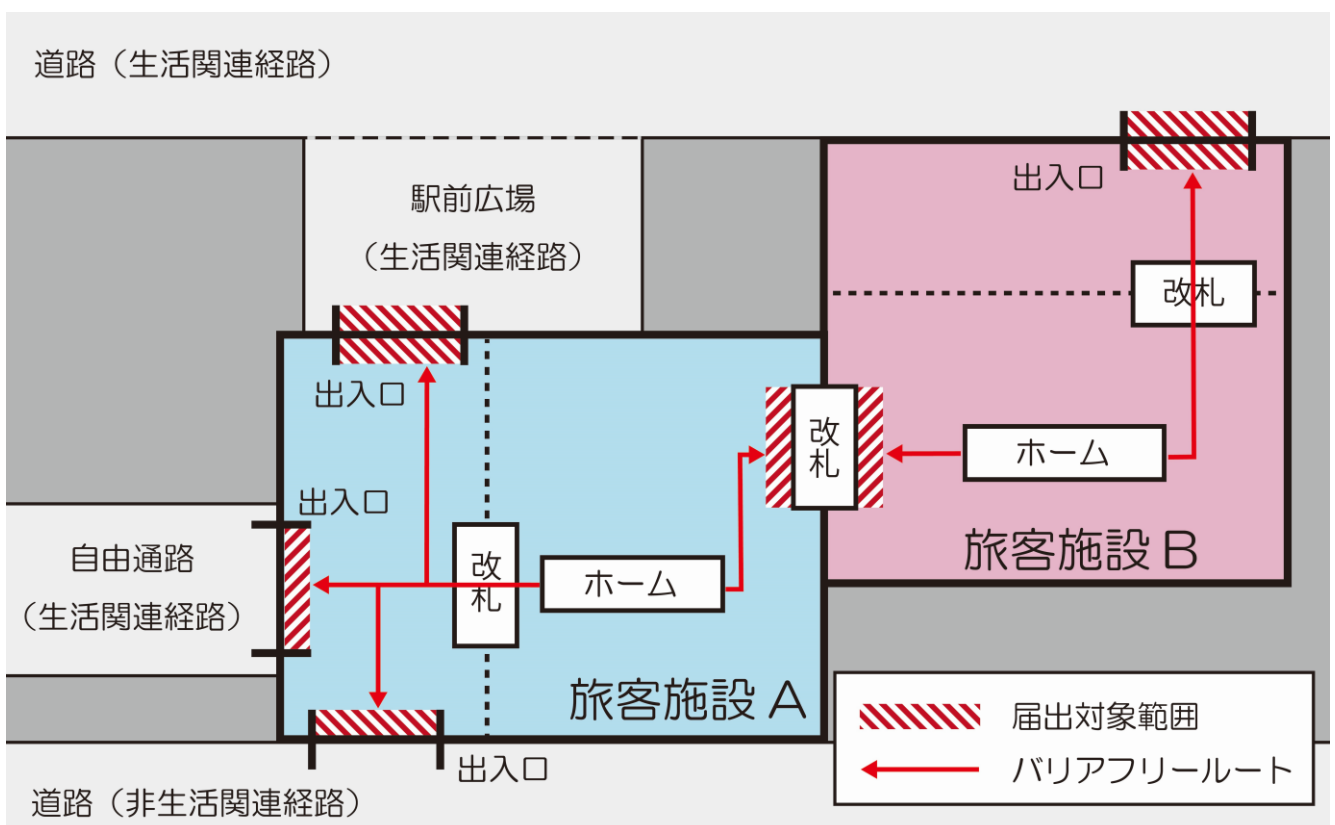 道路（生活関連経路）
駅前広場
（生活関連経路）
出入口
改札
出入口
改札
ホーム
出入口
旅客施設B
自由通路
（生活関連経路）
改札
ホーム
旅客施設A
出入口
道路（非生活関連経路）
届出対象範囲
バリアフリールート